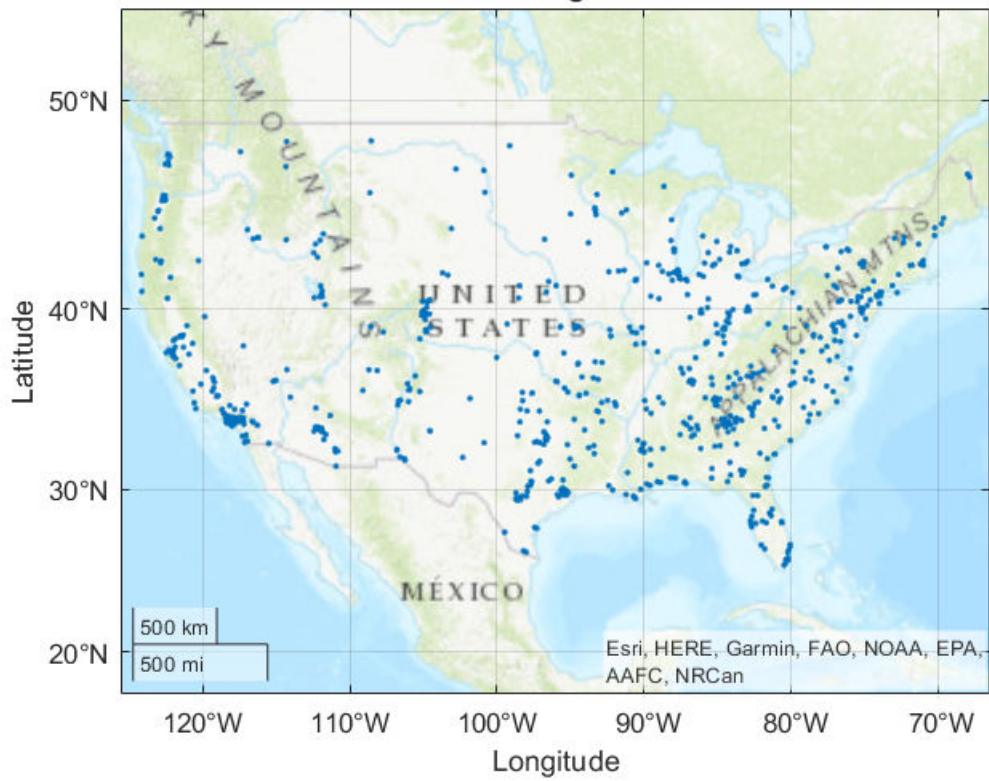 50°N
40°N
30°N
20°N
Latitude
KY MOUNTAINS
UNITED
STATES
APPALACHIAN MTNS
MÉXICO
500 km
500 mi
Esri, HERE, Garmin, FAO, NOAA, EPA,
AAFC, NRCan
120°W 110°W 100°W 90°W 80°W 70°W
Longitude